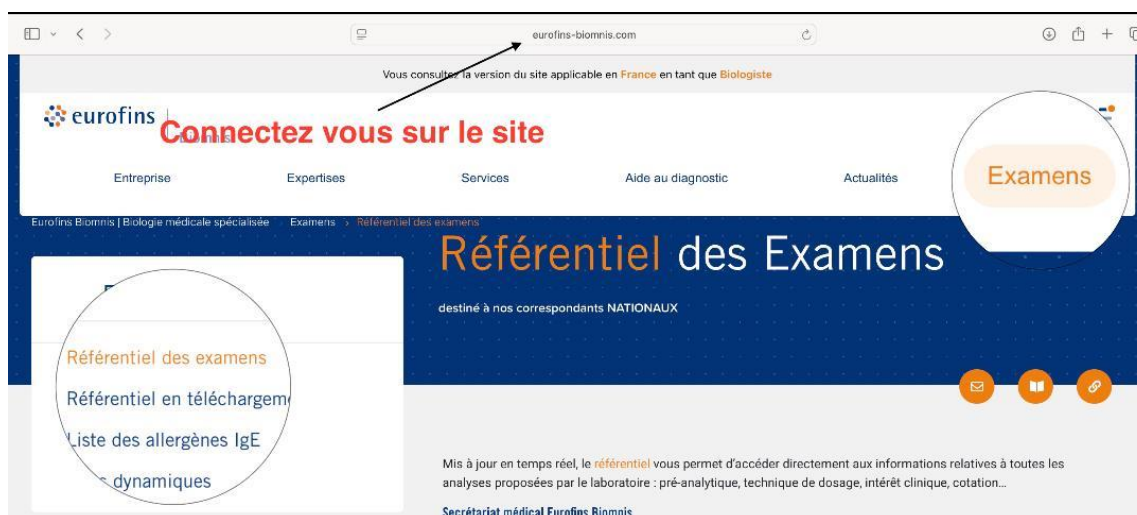 eurofins-biomnis.com
Vous consultez la version du site applicable en France en tant que Biologiste
eurofins
Connectez vous sur le site
Entreprise
Expertises
Services
Aide au diagnostic
Actualités
Examens
Eurofins Biomnis | Biologie médicale spécialisée Examens › Référentiel des examens
Référentiel des Examens
destiné à nos correspondants NATIONAUX
Référentiel des examens
Référentiel en téléchargem
Liste des allergènes IgE
dynamiques
Mis à jour en temps réel, le référentiel vous permet d'accéder directement aux informations relatives à toutes les
analyses proposées par le laboratoire : pré-analytique, technique de dosage, intérêt clinique, cotation...
Secrétariat médical Eurofins Biomnis